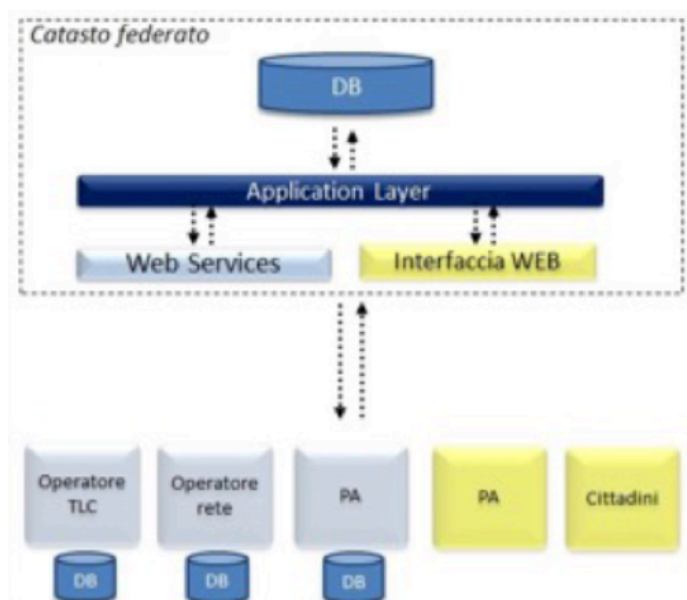 Catasto federato
DB
Application Layer
Web Services
Interfaccia WEB
Operatore
TLC
Operatore
rete
PA
PA
Cittadini
DB
DB
DB